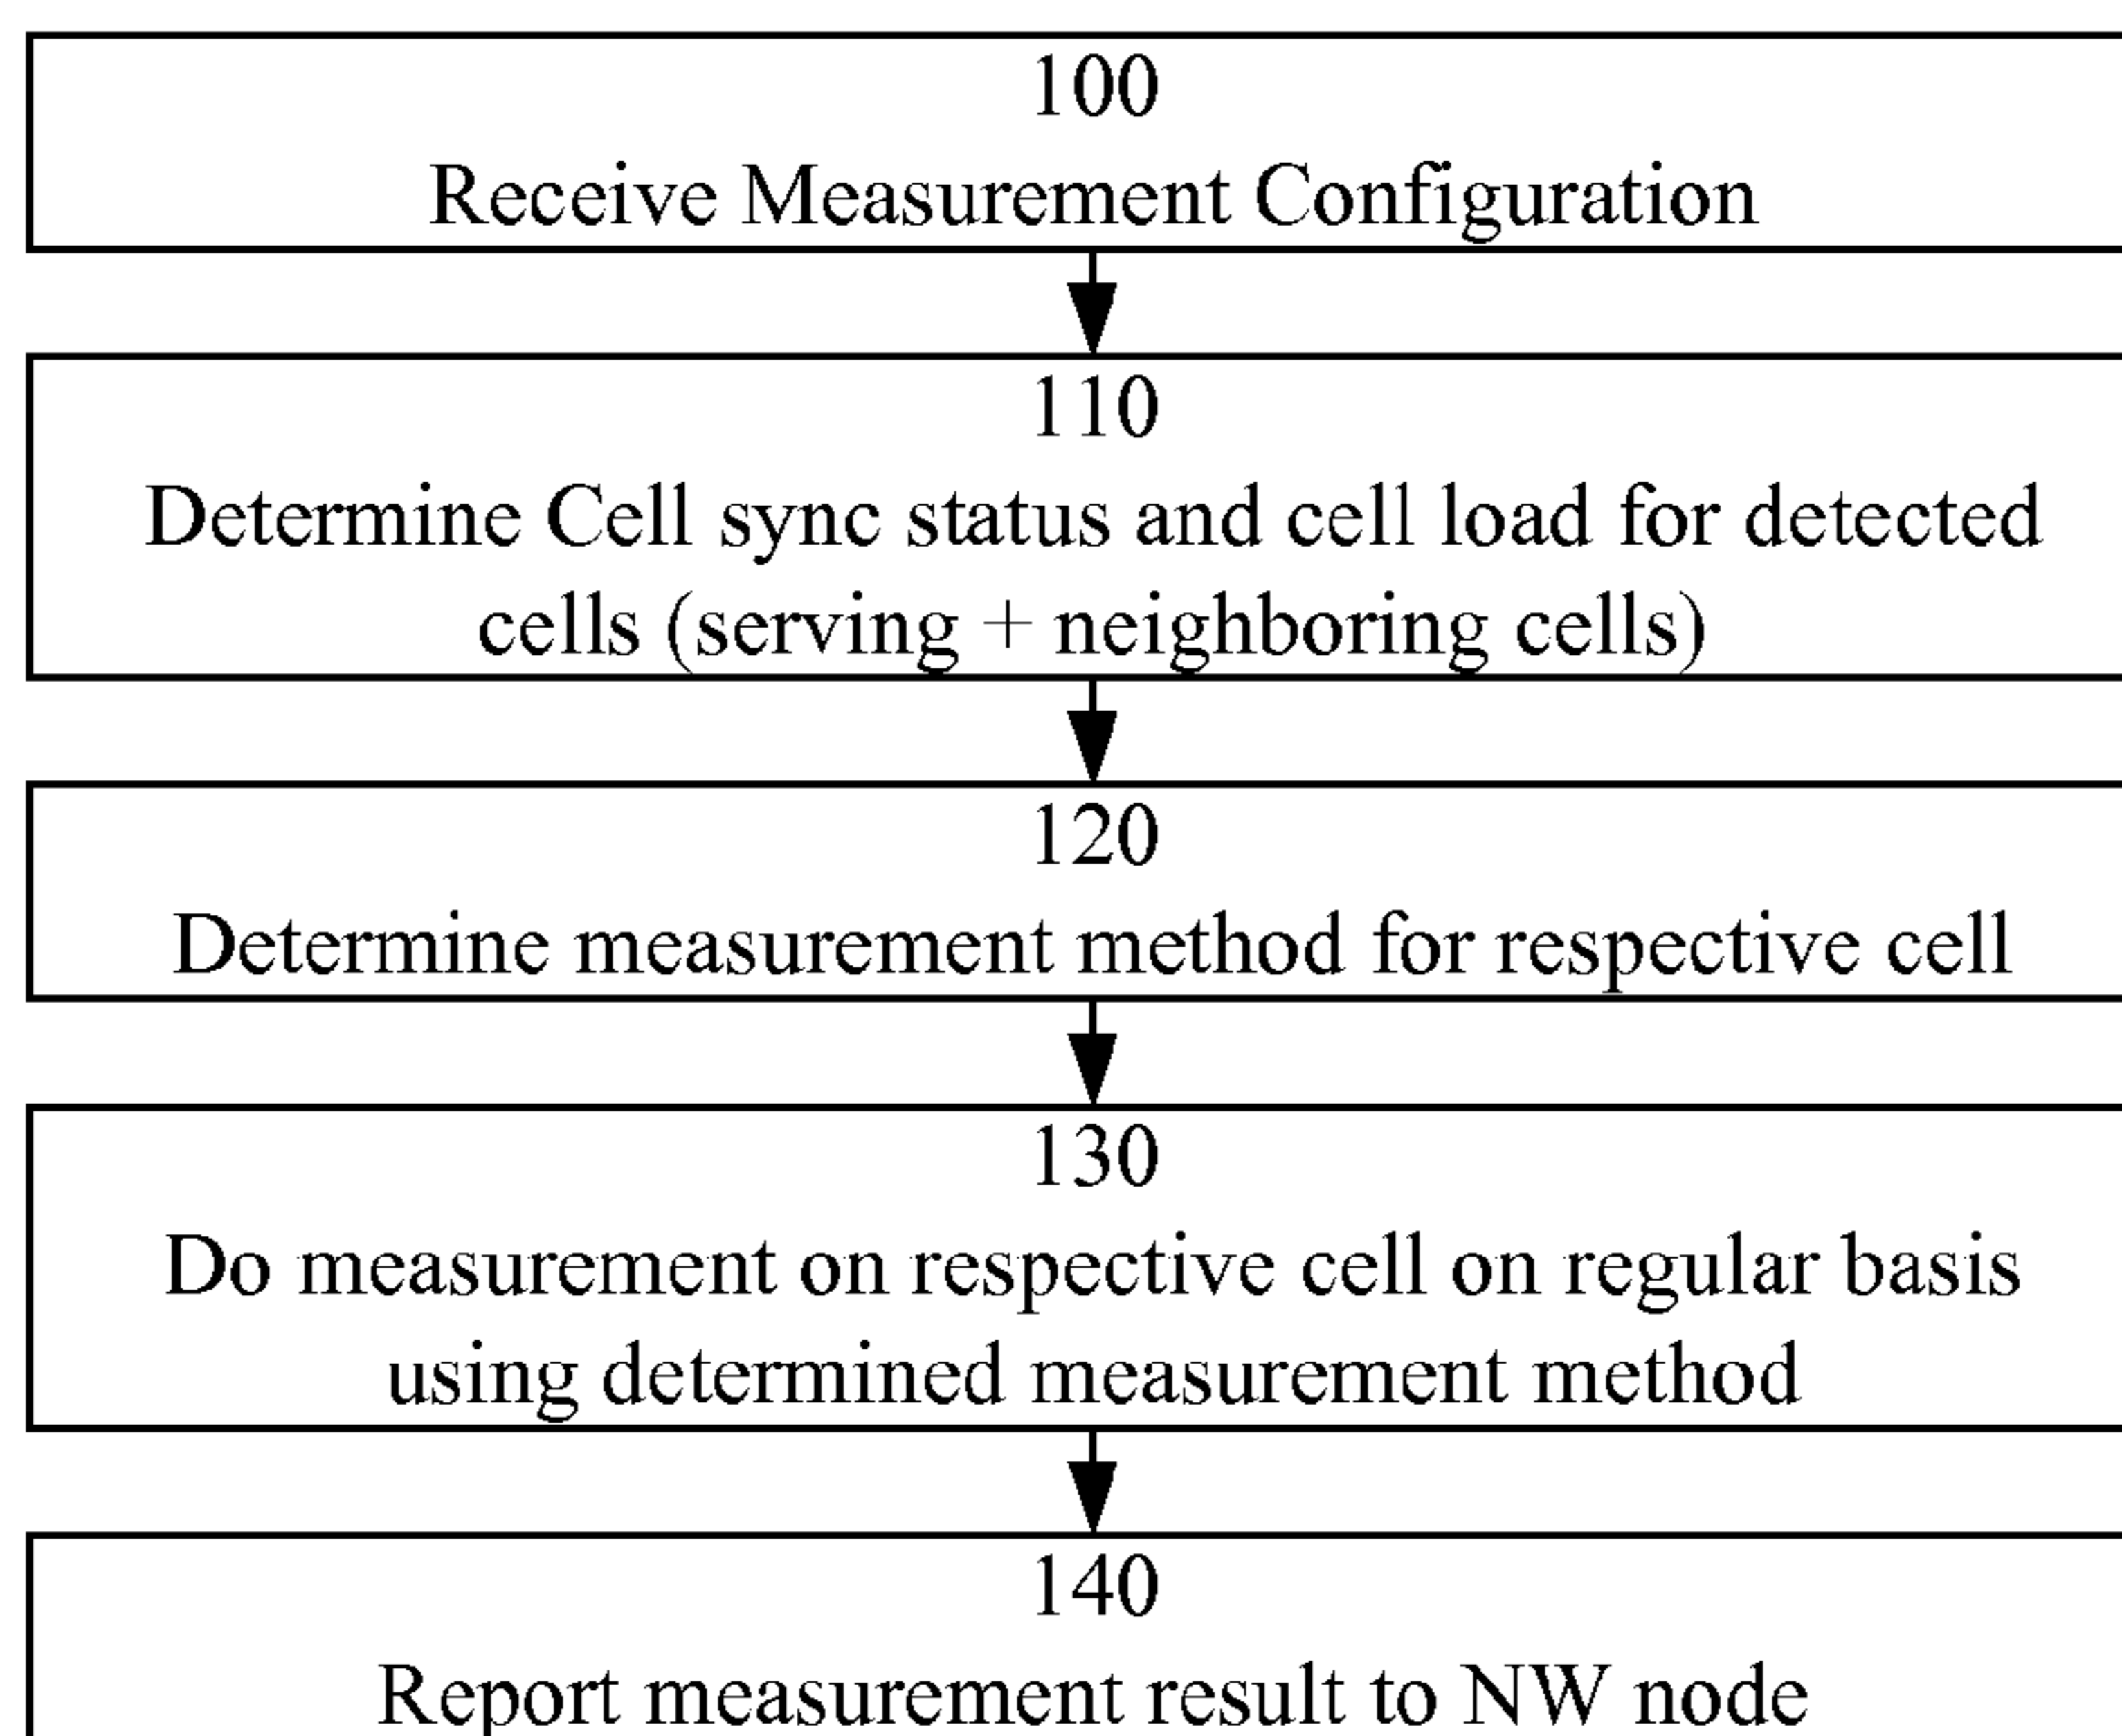 100
Receive Measurement Configuration
110
Determine Cell sync status and cell load for detected
cells (serving + neighboring cells)
120
Determine measurement method for respective cell
130
Do measurement on respective cell on regular basis
using determined measurement method
140
Report measurement result to NW node